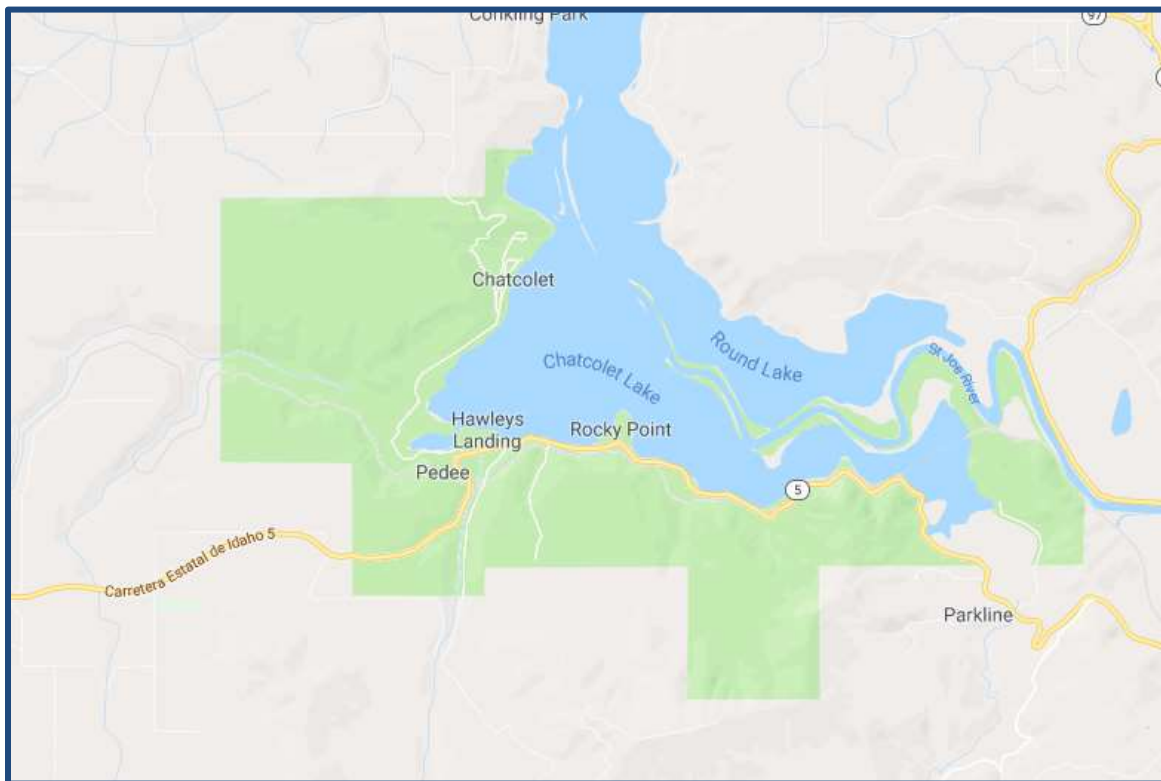 Conkling Park
97
Chatcolet
Round Lake
St Joe River
Chatcolet Lake
Hawleys
Landing
Rocky Point
Pedee
5
Carretera Estatal de Idaho 5
Parkline